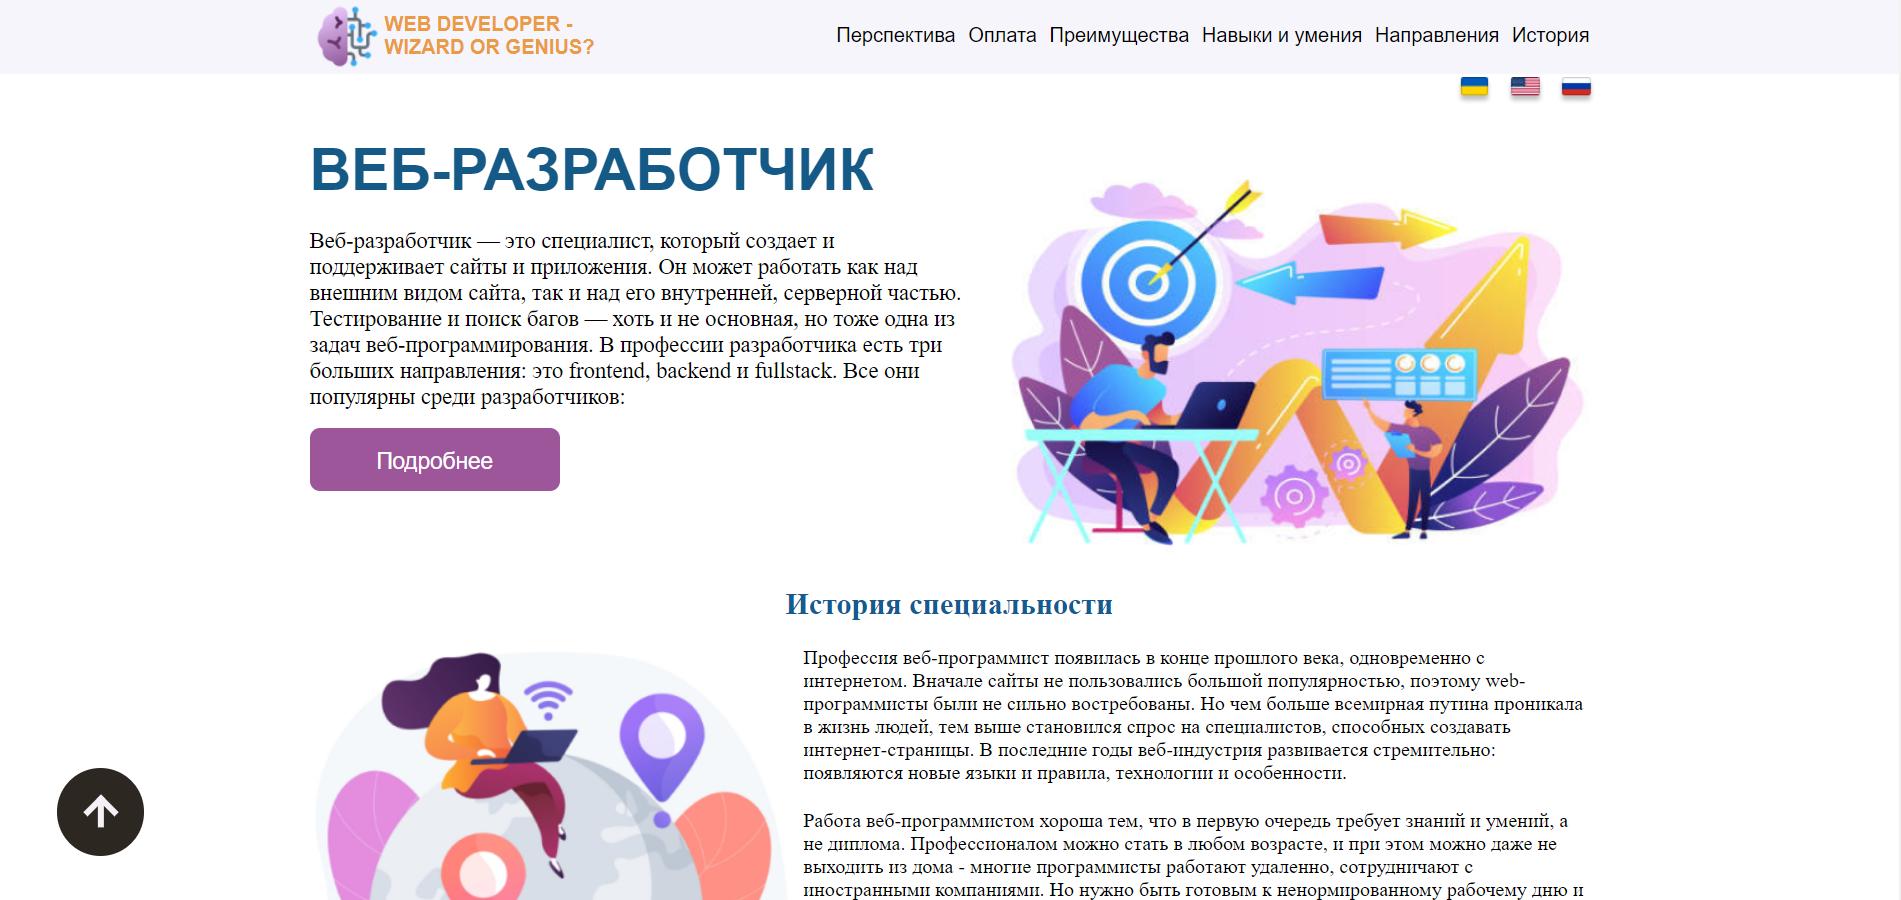 WEB DEVELOPER -
WIZARD OR GENIUS?
Перспектива Оплата Преимущества Навыки и умения Направления История
ВЕБ-РАЗРАБОТЧИК
Веб-разработчик — это специалист, который создает и
поддерживает сайты и приложения. Он может работать как над
внешним видом сайта, так и над его внутренней, серверной частью.
Тестирование и поиск багов — хоть и не основная, но тоже одна из
задач веб-программирования. В профессии разработчика есть три
больших направления: это frontend, backend и fullstack. Все они
популярны среди разработчиков:
Подробнее
История специальности
Профессия веб-программист появилась в конце прошлого века, одновременно с
интернетом. Вначале сайты не пользовались большой популярностью, поэтому web-
программисты были не сильно востребованы. Но чем больше всемирная путина проникала
в жизнь людей, тем выше становился спрос на специалистов, способных создавать
интернет-страницы. В последние годы веб-индустрия развивается стремительно:
появляются новые языки и правила, технологии и особенности.
Работа веб-программистом хороша тем, что в первую очередь требует знаний и умений, а
не диплома. Профессионалом можно стать в любом возрасте, и при этом можно даже не
выходить из дома - многие программисты работают удаленно, сотрудничают с
иностранными компаниями. Но нужно быть готовым к ненормированному рабочему дню и